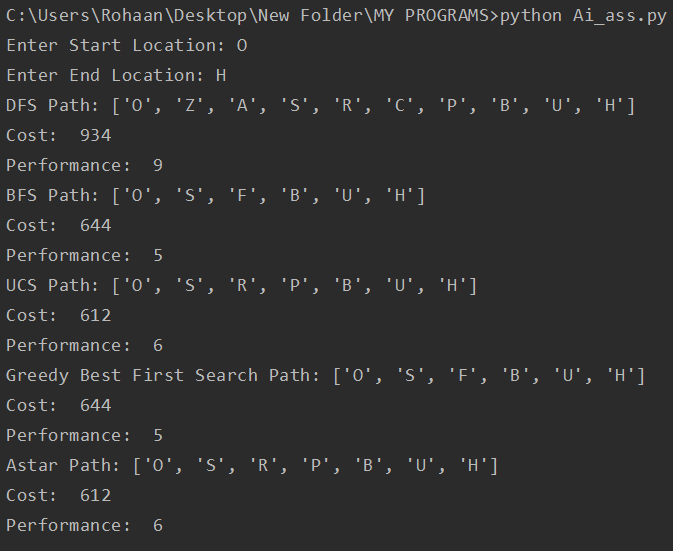 C:\Users\Rohaan\Desktop\New Folder\MY PROGRAMS>python Ai_ass.py
Enter Start Location: O
Enter End Location: H
DFS Path: ['O', 'Z', 'A', 'S', 'R', 'C', 'P', 'B', 'U', 'H']
Cost:  934
Performance:  9
BFS Path: ['O', 'S', 'F', 'B', 'U', 'H']
Cost:  644
Performance:  5
UCS Path: ['O', 'S', 'R', 'P', 'B', 'U', 'H']
Cost:  612
Performance:  6
Greedy Best First Search Path: ['O', 'S', 'F', 'B', 'U', 'H']
Cost:  644
Performance:  5
Astar Path: ['O', 'S', 'R', 'P', 'B', 'U', 'H']
Cost:  612
Performance:  6